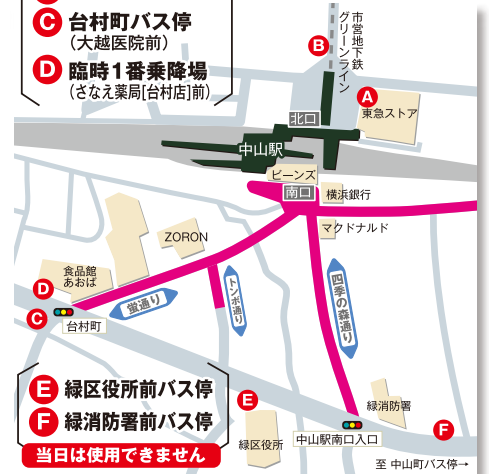 C 台村町バス停
（大越医院前）
D 臨時1番乗降場
（さなえ薬局[台村店]前）
市営地下鉄
グリーンライン
B
A
東急ストア
北口
中山駅
ビーンズ
南口
横浜銀行
マクドナルド
ZORON
食品館
あおば
D
C
台村町
蛍通り
トンボ通り
四季の森通り
E 緑区役所前バス停
F 緑消防署前バス停
当日は使用できません
E
緑区役所
緑消防署
中山駅南口入口
F
至 中山町バス停→